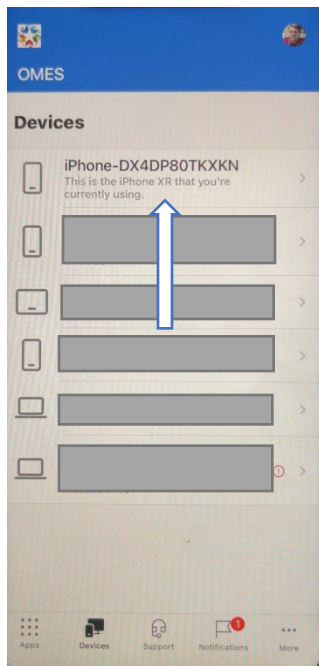 OMES
Devices
iPhone-DX4DP80TKXKN
This is the iPhone XR that you're
currently using.
1
Apps
Devices
Support
Notifications
More